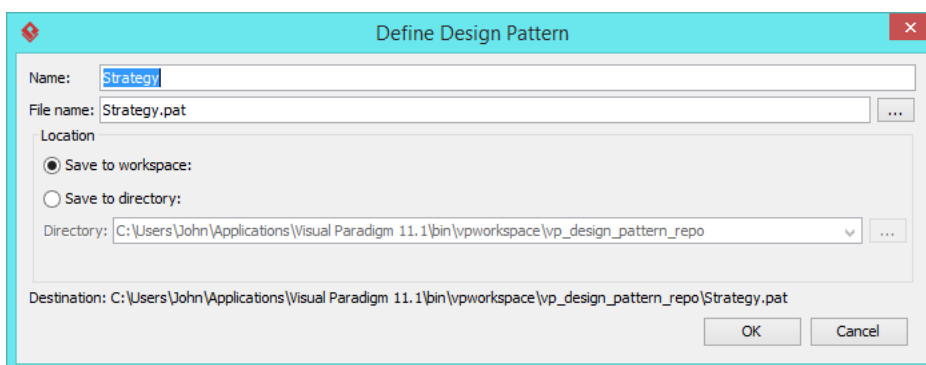 Define Design Pattern
Name: Strategy
File name: Strategy.pat ...
Location
Save to workspace:
Save to directory:
Directory: C:\Users\John\Applications\Visual Paradigm 11.1\bin\vpworkspace\vp_design_pattern_repo ...
Destination: C:\Users\John\Applications\Visual Paradigm 11.1\bin\vpworkspace\vp_design_pattern_repo\Strategy.pat
OK Cancel